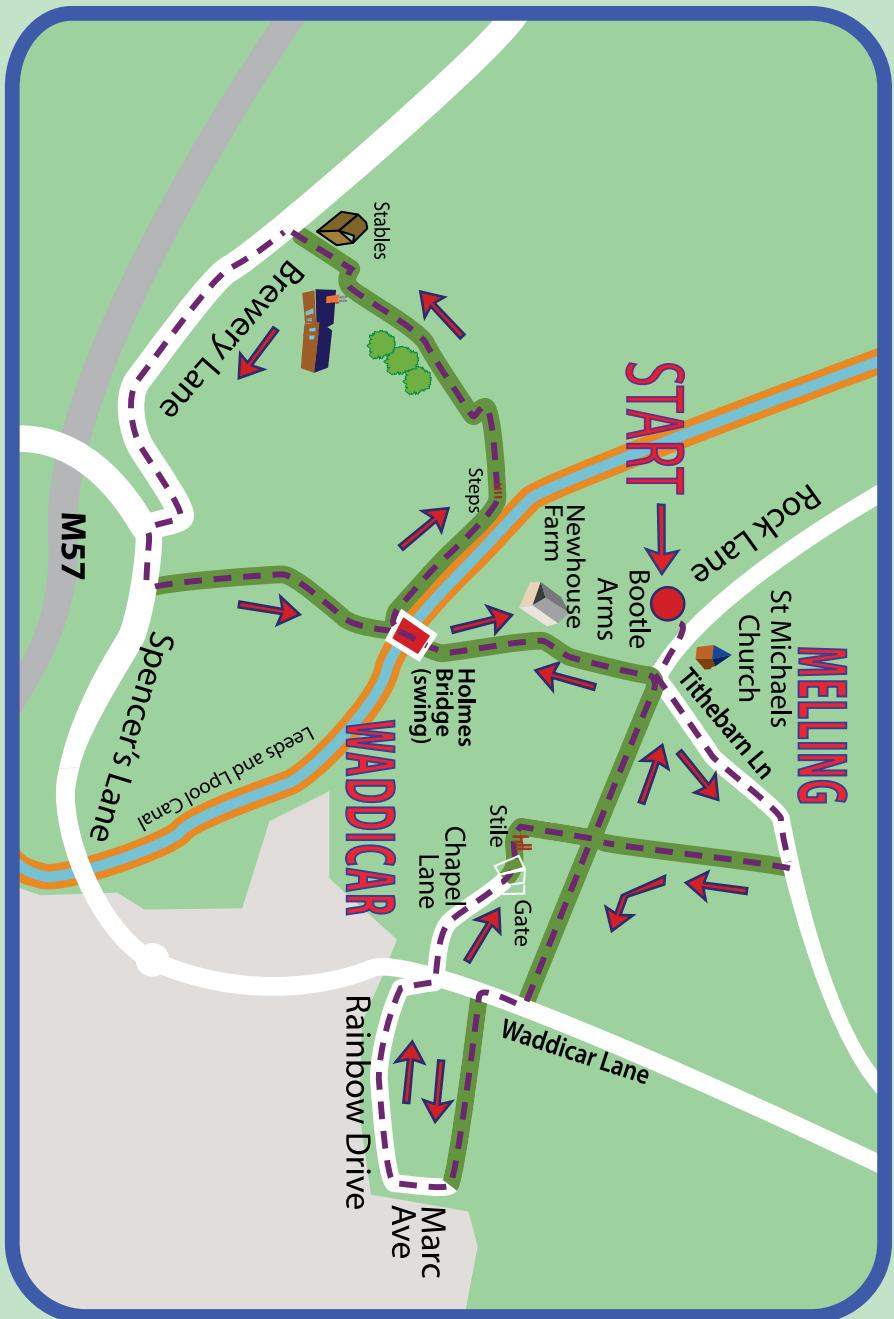 Stables
Brewery Lane
START
Rock Lane
Steps
M57
Newhouse
Farm
Bootle
Arms
St Michaels
Church
MELLING
Tithebarn Ln
Holmes
Bridge
(swing)
Spencer's Lane
Leeds and Lpool Canal
WADDICAR
Stile
Chapel
Lane
Gate
Waddicar Lane
Rainbow Drive
Marc
Ave